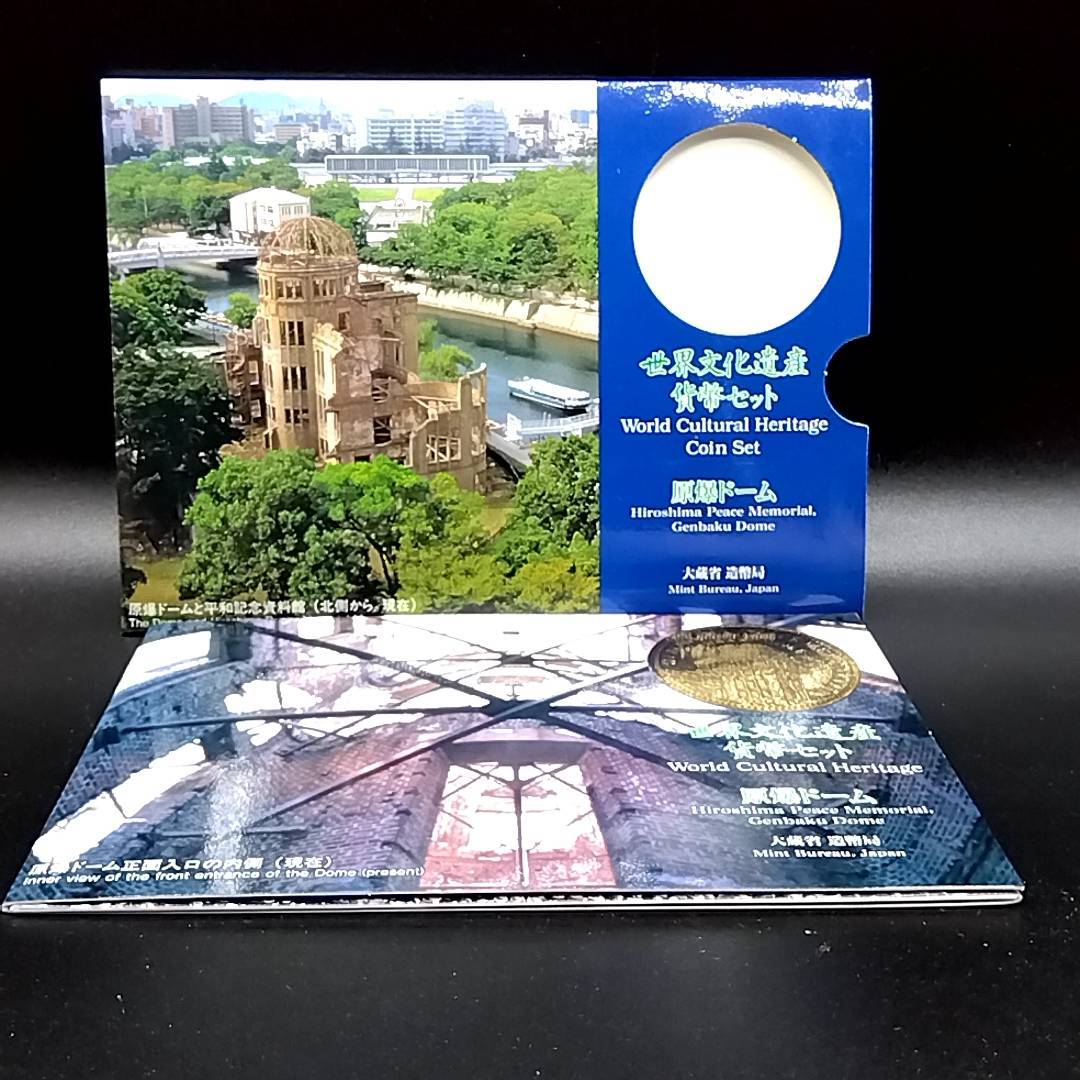 世界文化遺産
貨幣セット
World Cultural Heritage
Coin Set
原爆ドーム
Hiroshima Peace Memorial,
Genbaku Dome
大蔵省 造幣局
Mint Bureau, Japan
原爆ドームと平和記念資料館（北側から 現在）
世界文化遺産
貨幣セット
World Cultural Heritage
原爆ドーム
Hiroshima Peace Memorial,
Genbaku Dome
大蔵省 造幣局
Mint Bureau, Japan
原爆ドーム正面入口の内側（現在）
Inner view of the front entrance of the Dome (present)